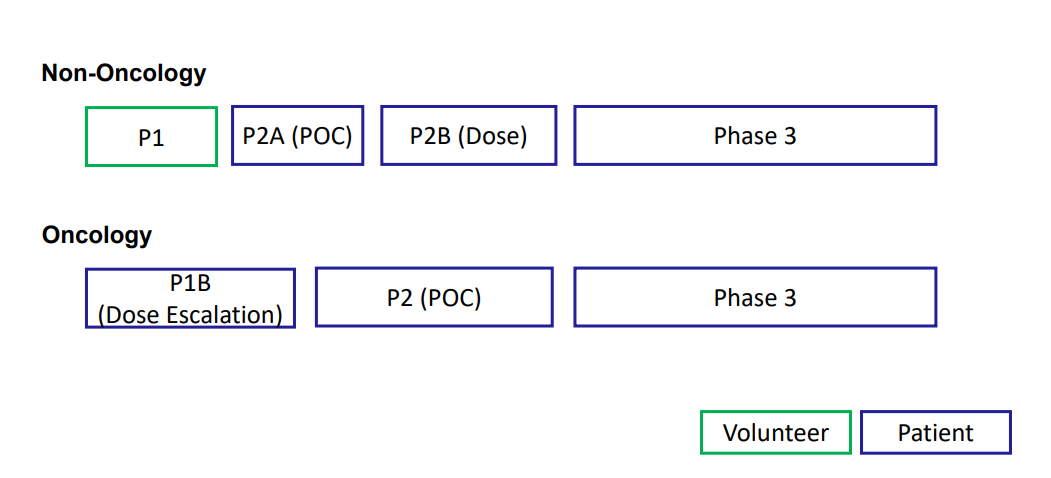 Non-Oncology
P1
P2A (POC)
P2B (Dose)
Phase 3
Oncology
P1B
(Dose Escalation)
P2 (POC)
Phase 3
Volunteer
Patient